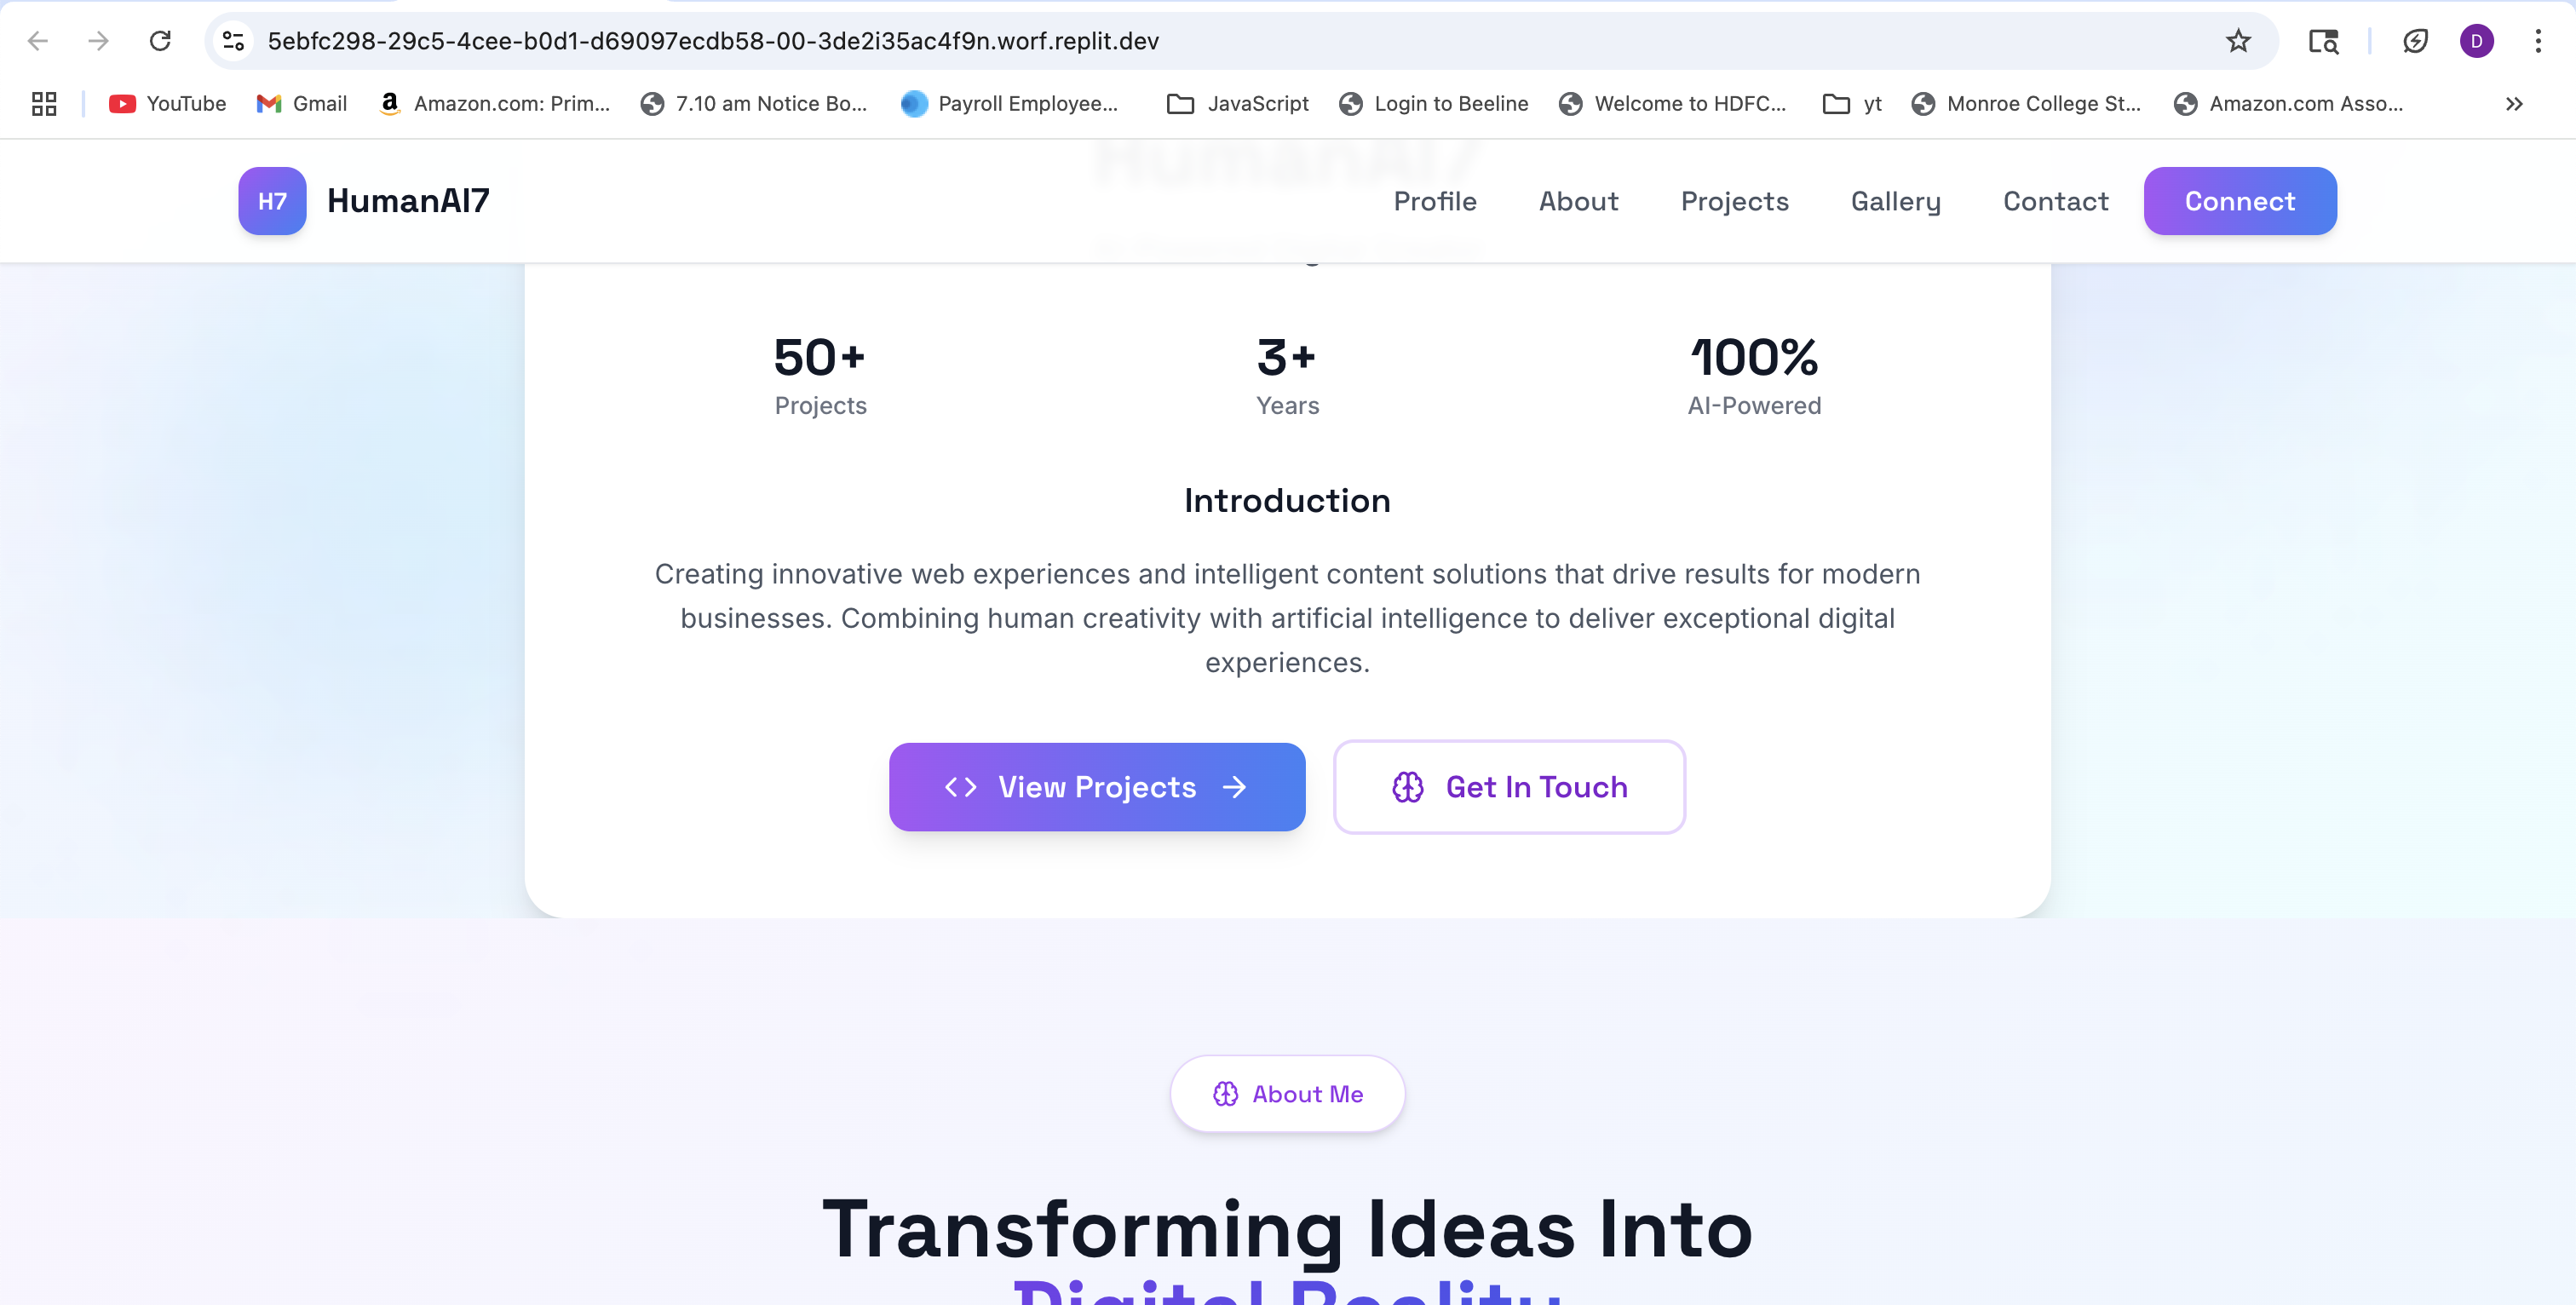 5ebfc298-29c5-4cee-b0d1-d69097ecdb58-00-3de2i35ac4f9n.worf.replit.dev
D
YouTube Gmail Amazon.com: Prim... 7.10 am Notice Bo... Payroll Employee... JavaScript Login to Beeline Welcome to HDFC... yt Monroe College St... Amazon.com Asso...
HumanAI7
H7 HumanAI7 Profile About Projects Gallery Contact Connect
50+ 3+ 100%
Projects Years AI-Powered
Introduction
Creating innovative web experiences and intelligent content solutions that drive results for modern
businesses. Combining human creativity with artificial intelligence to deliver exceptional digital
experiences.
View Projects Get In Touch
About Me
Transforming Ideas Into
Digital Reality